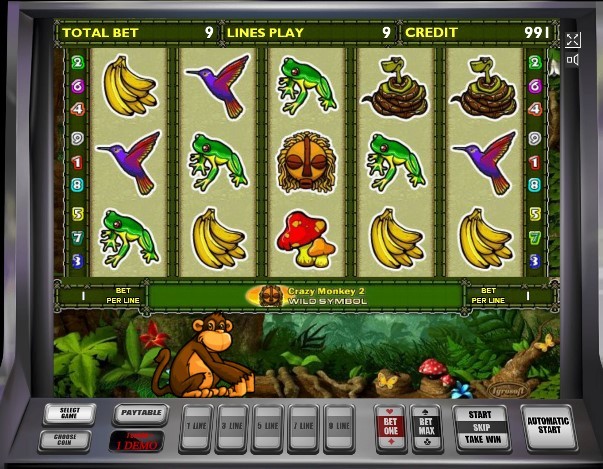 TOTAL BET 9 LINES PLAY 9 CREDIT 991
2 2
6 6
4 4
9 9
1 1
8 8
5 5
7 7
3 3
1 BET PER LINE
Crazy Monkey 2
WILD SYMBOL
BET PER LINE 1
SELECT GAME
CHOOSE COIN
PAYTABLE
1 DEMO
1 LINE
3 LINE
5 LINE
7 LINE
BET ONE
BET MAX
START
SKIP
TAKE WIN
AUTOMATIC START